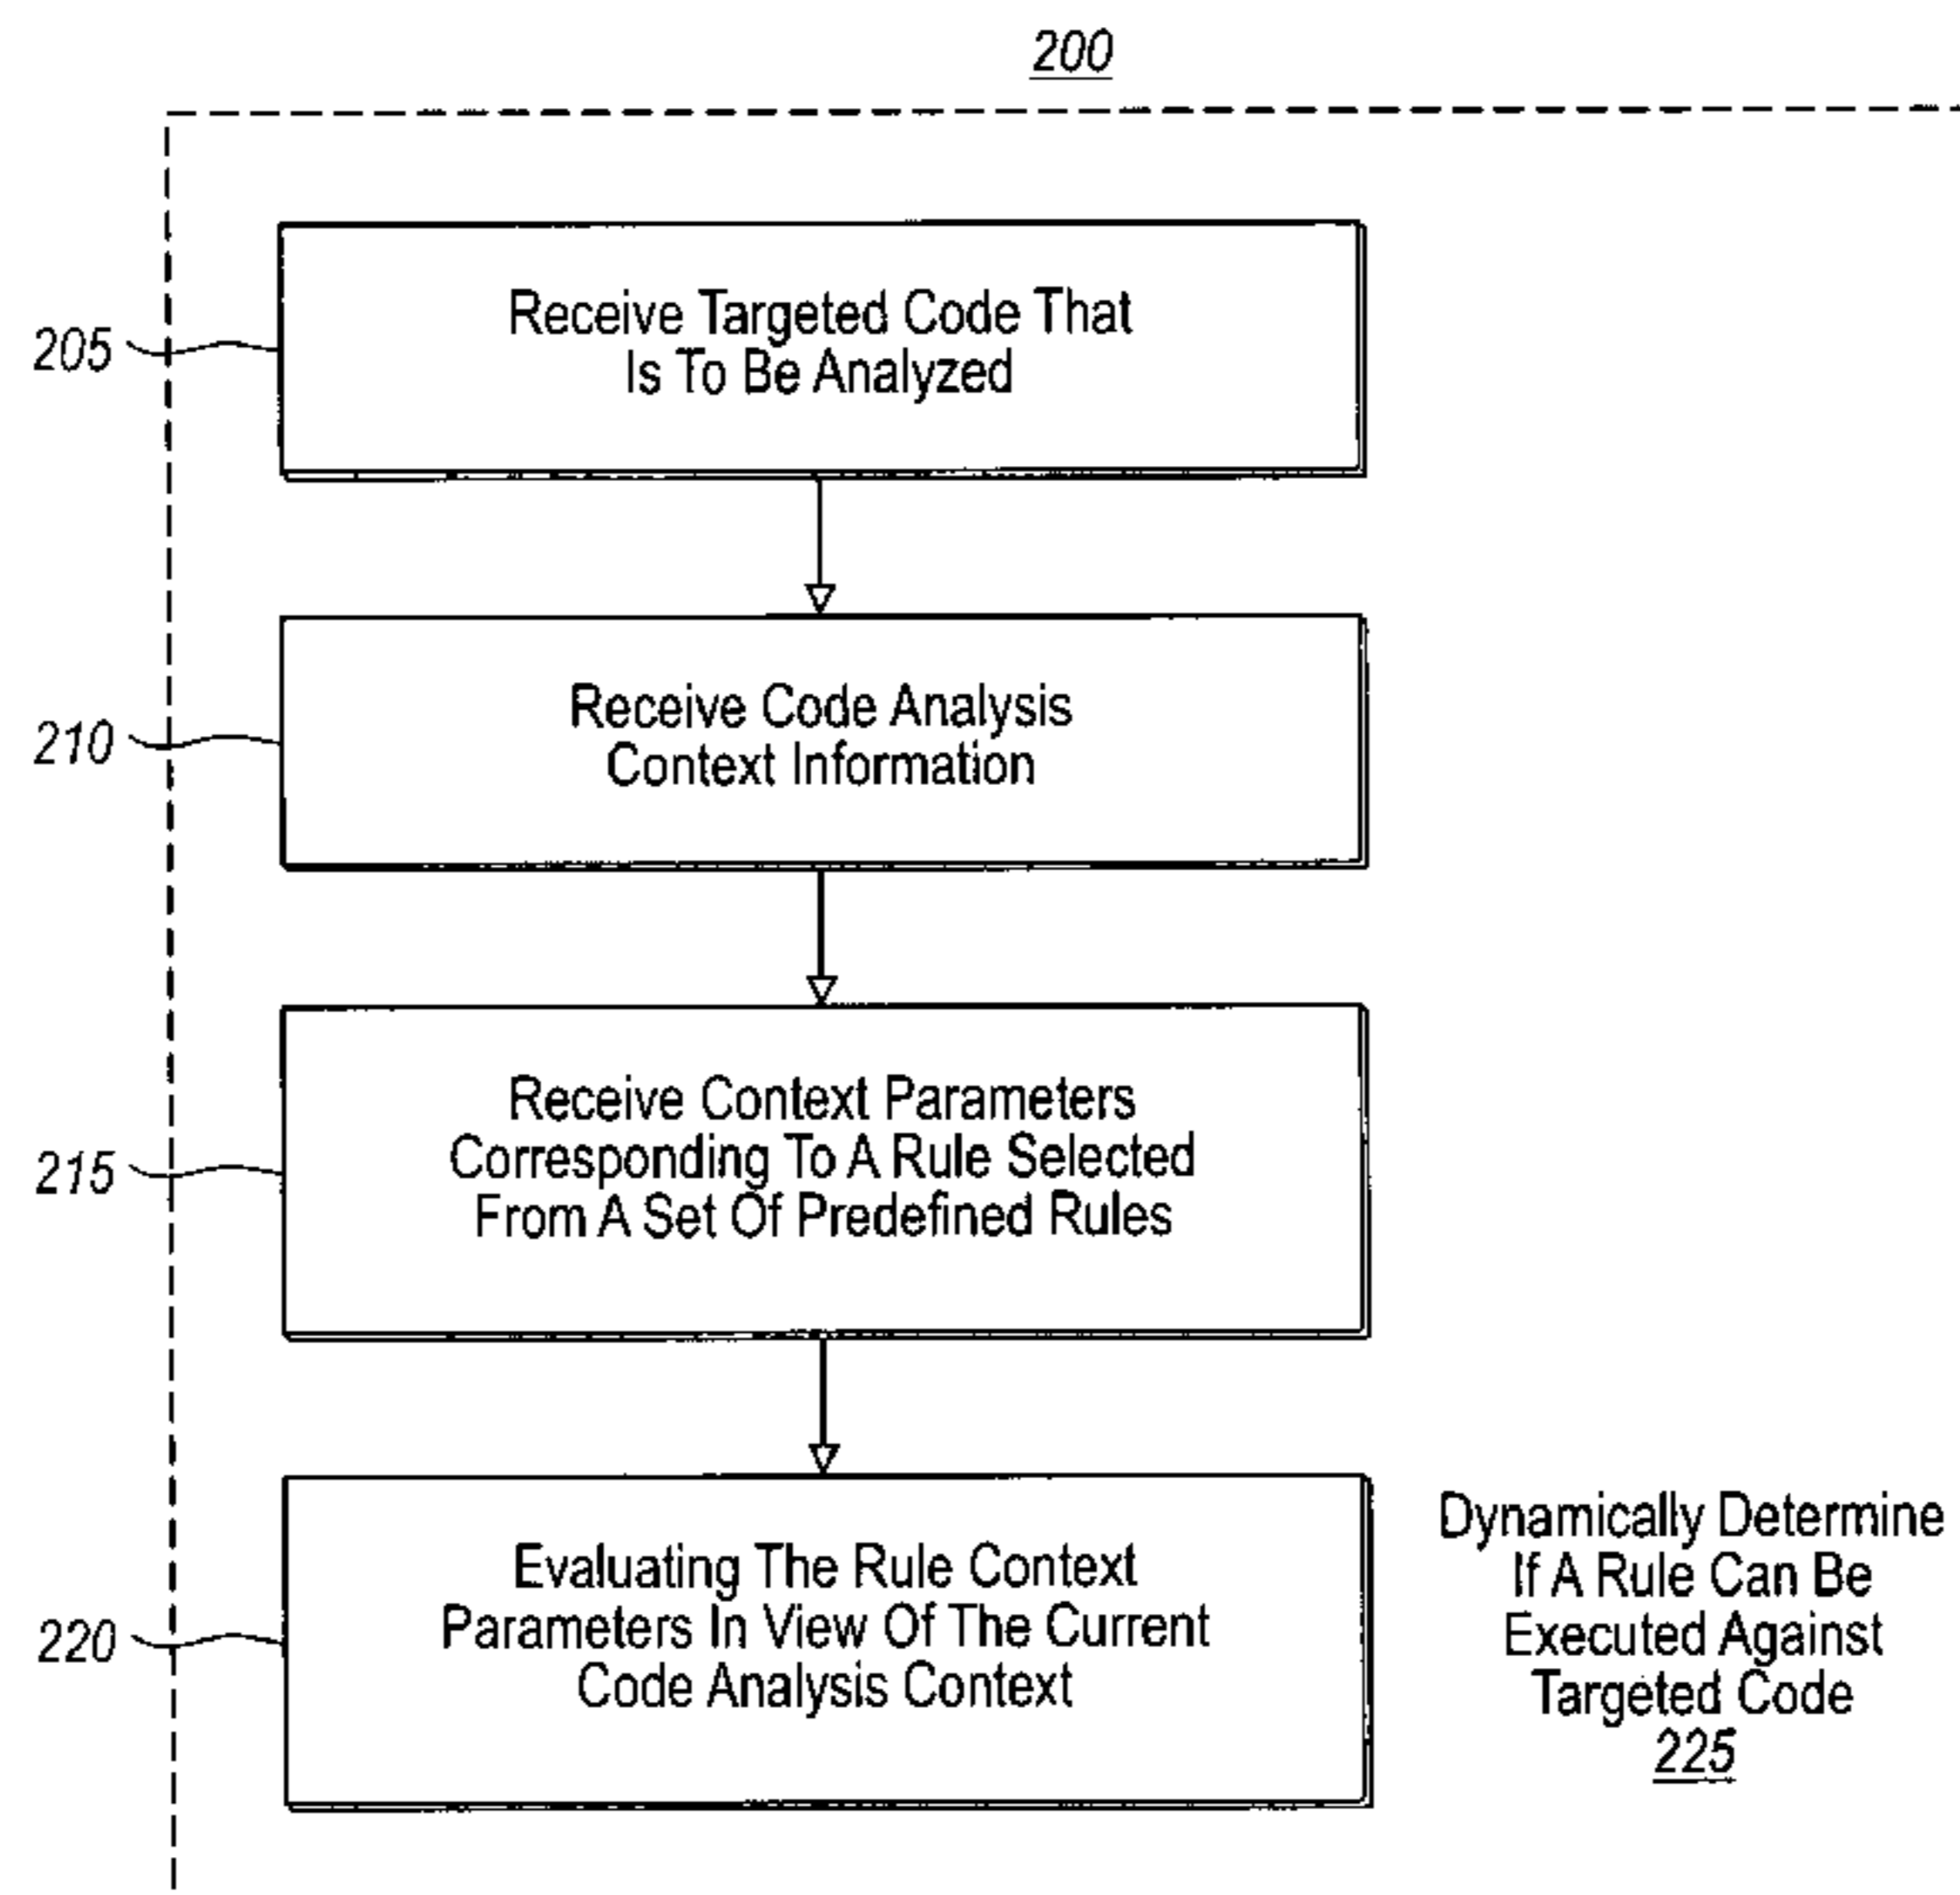 200
205
Receive Targeted Code That
Is To Be Analyzed
210
Receive Code Analysis
Context Information
215
Receive Context Parameters
Corresponding To A Rule Selected
From A Set Of Predefined Rules
220
Evaluating The Rule Context
Parameters In View Of The Current
Code Analysis Context
Dynamically Determine
If A Rule Can Be
Executed Against
Targeted Code
225